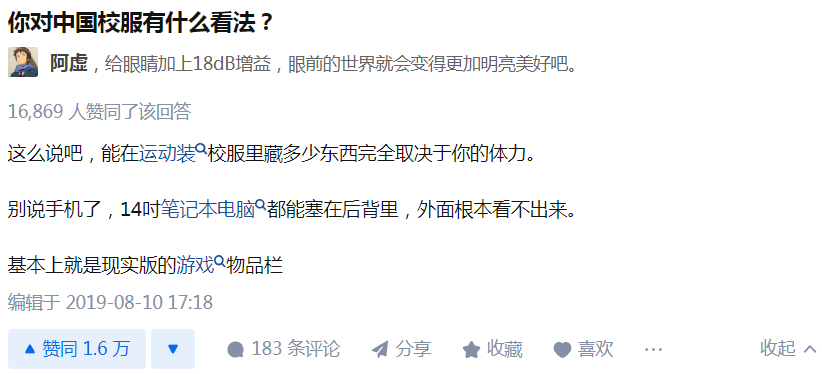 你对中国校服有什么看法？
阿虚，给眼睛加上18dB增益，眼前的世界就会变得更加明亮美好吧。
16,869 人赞同了该回答
这么说吧，能在运动装校服里藏多少东西完全取决于你的体力。
别说手机了，14吋笔记本电脑都能塞在后背里，外面根本看不出来。
基本上就是现实版的游戏物品栏
编辑于 2019-08-10 17:18
赞同 1.6 万 183 条评论 分享 收藏 喜欢 ··· 收起